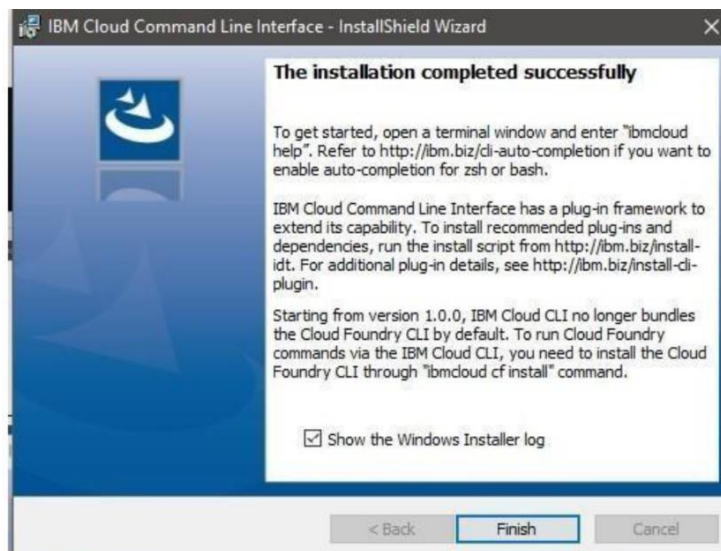 IBM Cloud Command Line Interface - InstallShield Wizard
The installation completed successfully
To get started, open a terminal window and enter "ibmcloud
help". Refer to http://ibm.biz/cli-auto-completion if you want to
enable auto-completion for zsh or bash.
IBM Cloud Command Line Interface has a plug-in framework to
extend its capability. To install recommended plug-ins and
dependencies, run the install script from http://ibm.biz/install-
idt. For additional plug-in details, see http://ibm.biz/install-cli-
plugin.
Starting from version 1.0.0, IBM Cloud CLI no longer bundles
the Cloud Foundry CLI by default. To run Cloud Foundry
commands via the IBM Cloud CLI, you need to install the Cloud
Foundry CLI through "ibmcloud cf install" command.
Show the Windows Installer log
< Back Finish Cancel